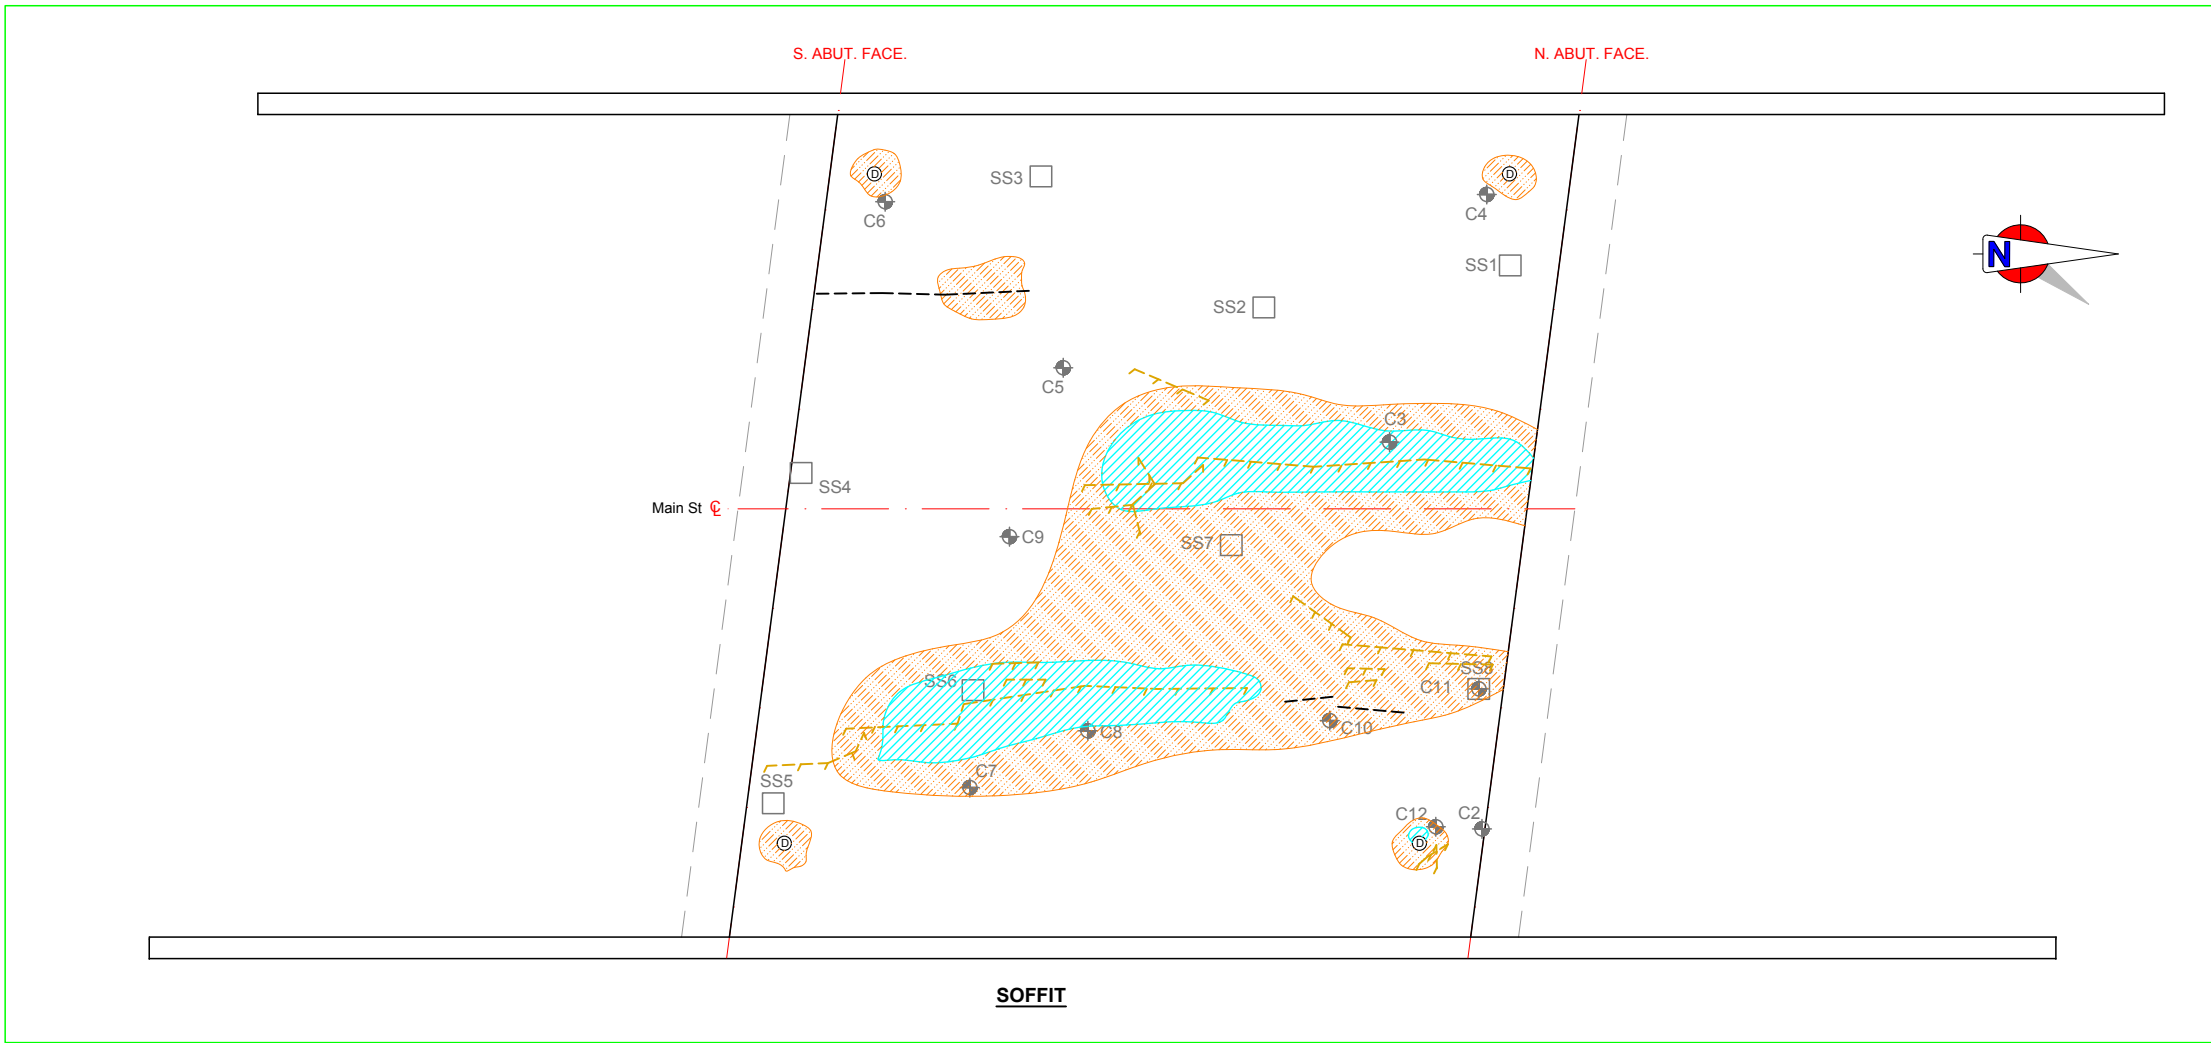 S. ABUT. FACE.
N. ABUT. FACE.
D
D
SS3
C6
C4
N
SS1
SS2
C5
C3
SS4
Main St ℄
C9
SS7
SS6
SS8
C11
C8
C10
C7
SS5
C12
C2
D
D
SOFFIT